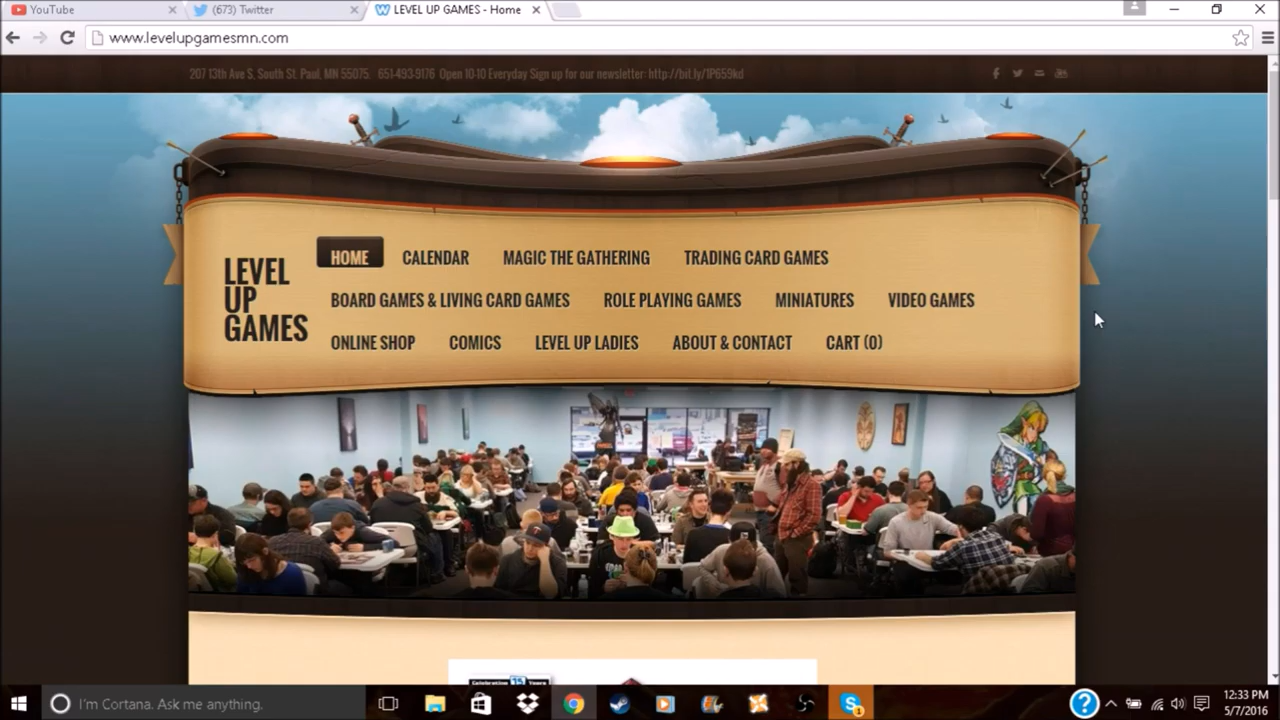 YouTube
(673) Twitter
LEVEL UP GAMES - Home
www.levelupgamesmn.com
207 13th Ave S, South St. Paul, MN 55075. 651-493-9176 Open 10-10 Everyday Sign up for our newsletter: http://bit.ly/1P659kd
LEVEL
UP
GAMES
HOME CALENDAR MAGIC THE GATHERING TRADING CARD GAMES
BOARD GAMES & LIVING CARD GAMES ROLE PLAYING GAMES MINIATURES VIDEO GAMES
ONLINE SHOP COMICS LEVEL UP LADIES ABOUT & CONTACT CART (0)
Celebrating 15 Years
I'm Cortana. Ask me anything.
12:33 PM
5/7/2016